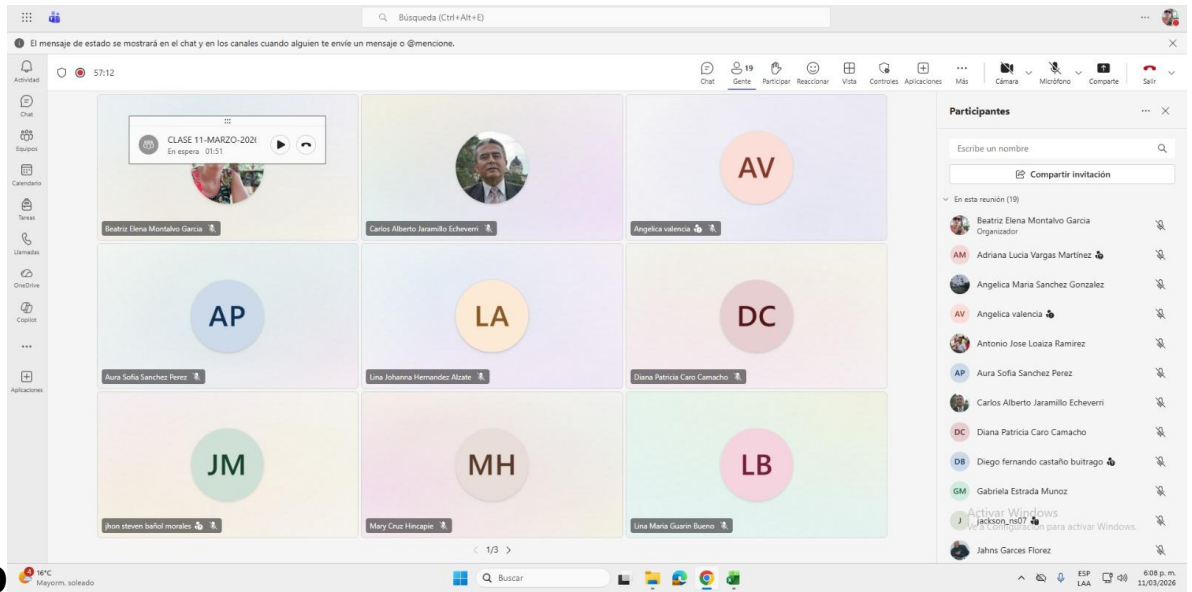 Búsqueda (Ctrl+Alt+E)
El mensaje de estado se mostrará en el chat y en los canales cuando alguien te envíe un mensaje o @mencione.
Actividad
Chat
Equipos
Calendario
Tareas
Llamadas
OneDrive
Copilot
Aplicaciones
57:12
Chat
19
Gente
Participar
Reaccionar
Vista
Controles
Aplicaciones
Más
Cámara
Micrófono
Comparte
Salir
CLASE 11-MARZO-202
En espera 01:51
Beatriz Elena Montalvo Garcia
Carlos Alberto Jaramillo Echeverri
AV
Angelica valencia
AP
Aura Sofia Sanchez Perez
LA
Lina Johanna Hernandez Alzate
DC
Diana Patricia Caro Camacho
JM
jhon steven bañol morales
MH
Mary Cruz Hincapie
LB
Lina Maria Guarin Bueno
1/3
Participantes
Escribe un nombre
Compartir invitación
En esta reunión (19)
Beatriz Elena Montalvo Garcia
Organizador
AM Adriana Lucia Vargas Martínez
Angelica Maria Sanchez Gonzalez
AV Angelica valencia
Antonio Jose Loaiza Ramirez
AP Aura Sofia Sanchez Perez
Carlos Alberto Jaramillo Echeverri
DC Diana Patricia Caro Camacho
DB Diego fernando castaño buitrago
GM Gabriela Estrada Munoz
Activar Windows
J jackson_ns07
Ve a Configuración para activar Windows.
Jahns Garces Florez
4
16°C
Mayorm. soleado
Buscar
ESP
LAA
6:08 p. m.
11/03/2026